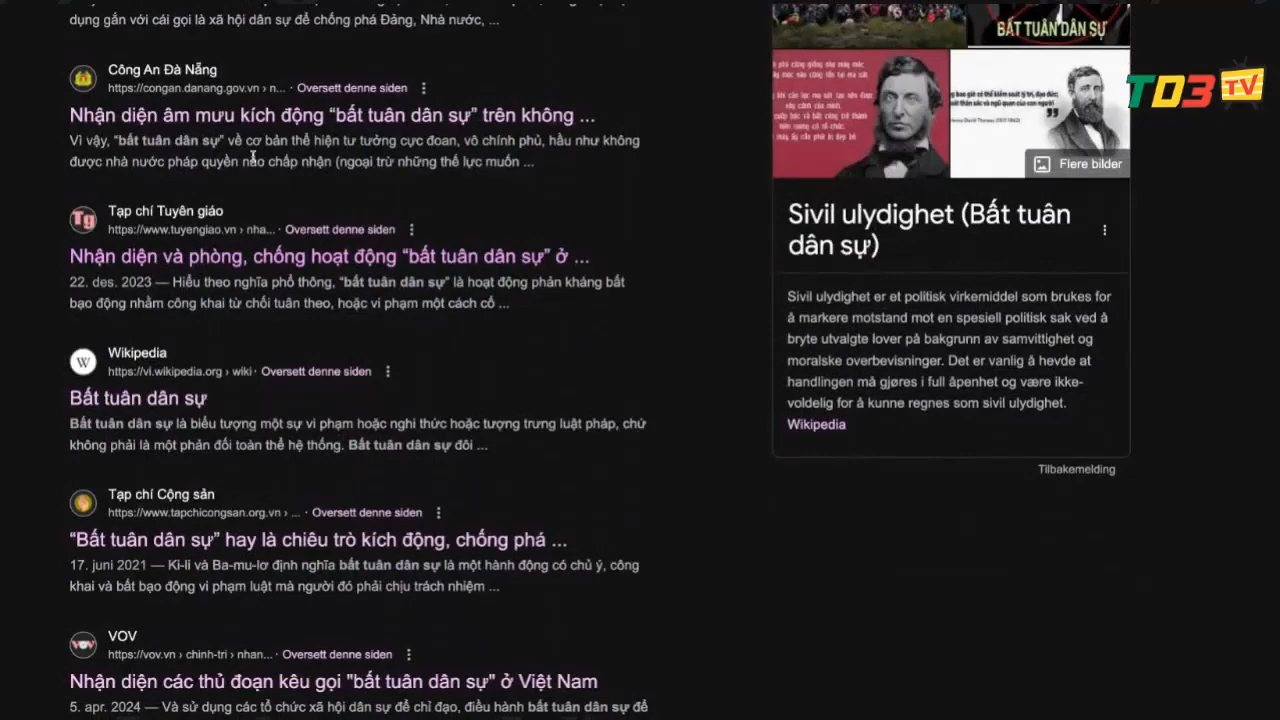 dụng gắn với cái gọi là xã hội dân sự để chống phá Đảng, Nhà nước, ...
Công An Đà Nẵng
https://congan.danang.gov.vn › n... · Oversett denne siden
Nhận diện âm mưu kích động “bất tuân dân sự” trên không ...
Vì vậy, “bất tuân dân sự” về cơ bản thể hiện tư tưởng cực đoan, vô chính phủ, hầu như không
được nhà nước pháp quyền nào chấp nhận (ngoại trừ những thế lực muốn ...
Tg
Tạp chí Tuyên giáo
https://www.tuyengiao.vn › nha... · Oversett denne siden
Nhận diện và phòng, chống hoạt động “bất tuân dân sự” ở ...
22. des. 2023 — Hiểu theo nghĩa phổ thông, “bất tuân dân sự” là hoạt động phản kháng bất
bạo động nhằm công khai từ chối tuân theo, hoặc vi phạm một cách cố ...
W
Wikipedia
https://vi.wikipedia.org › wiki · Oversett denne siden
Bất tuân dân sự
Bất tuân dân sự là biểu tượng một sự vi phạm hoặc nghi thức hoặc tượng trưng luật pháp, chứ
không phải là một phản đối toàn thể hệ thống. Bất tuân dân sự đôi ...
Tạp chí Cộng sản
https://www.tapchicongsan.org.vn › ... · Oversett denne siden
“Bất tuân dân sự” hay là chiêu trò kích động, chống phá ...
17. juni 2021 — Ki-li và Ba-mu-lơ định nghĩa bất tuân dân sự là một hành động có chủ ý, công
khai và bất bạo động vi phạm luật mà người đó phải chịu trách nhiệm ...
VOV
VOV
https://vov.vn › chinh-tri › nhan... · Oversett denne siden
Nhận diện các thủ đoạn kêu gọi "bất tuân dân sự" ở Việt Nam
5. apr. 2024 — Và sử dụng các tổ chức xã hội dân sự để chỉ đạo, điều hành bất tuân dân sự để
BẤT TUÂN DÂN SỰ
TD3 TV
Flere bilder
Sivil ulydighet (Bất tuân
dân sự)
Sivil ulydighet er et politisk virkemiddel som brukes for
å markere motstand mot en spesiell politisk sak ved å
bryte utvalgte lover på bakgrunn av samvittighet og
moralske overbevisninger. Det er vanlig å hevde at
handlingen må gjøres i full åpenhet og være ikke-
voldelig for å kunne regnes som sivil ulydighet.
Wikipedia
Tilbakemelding